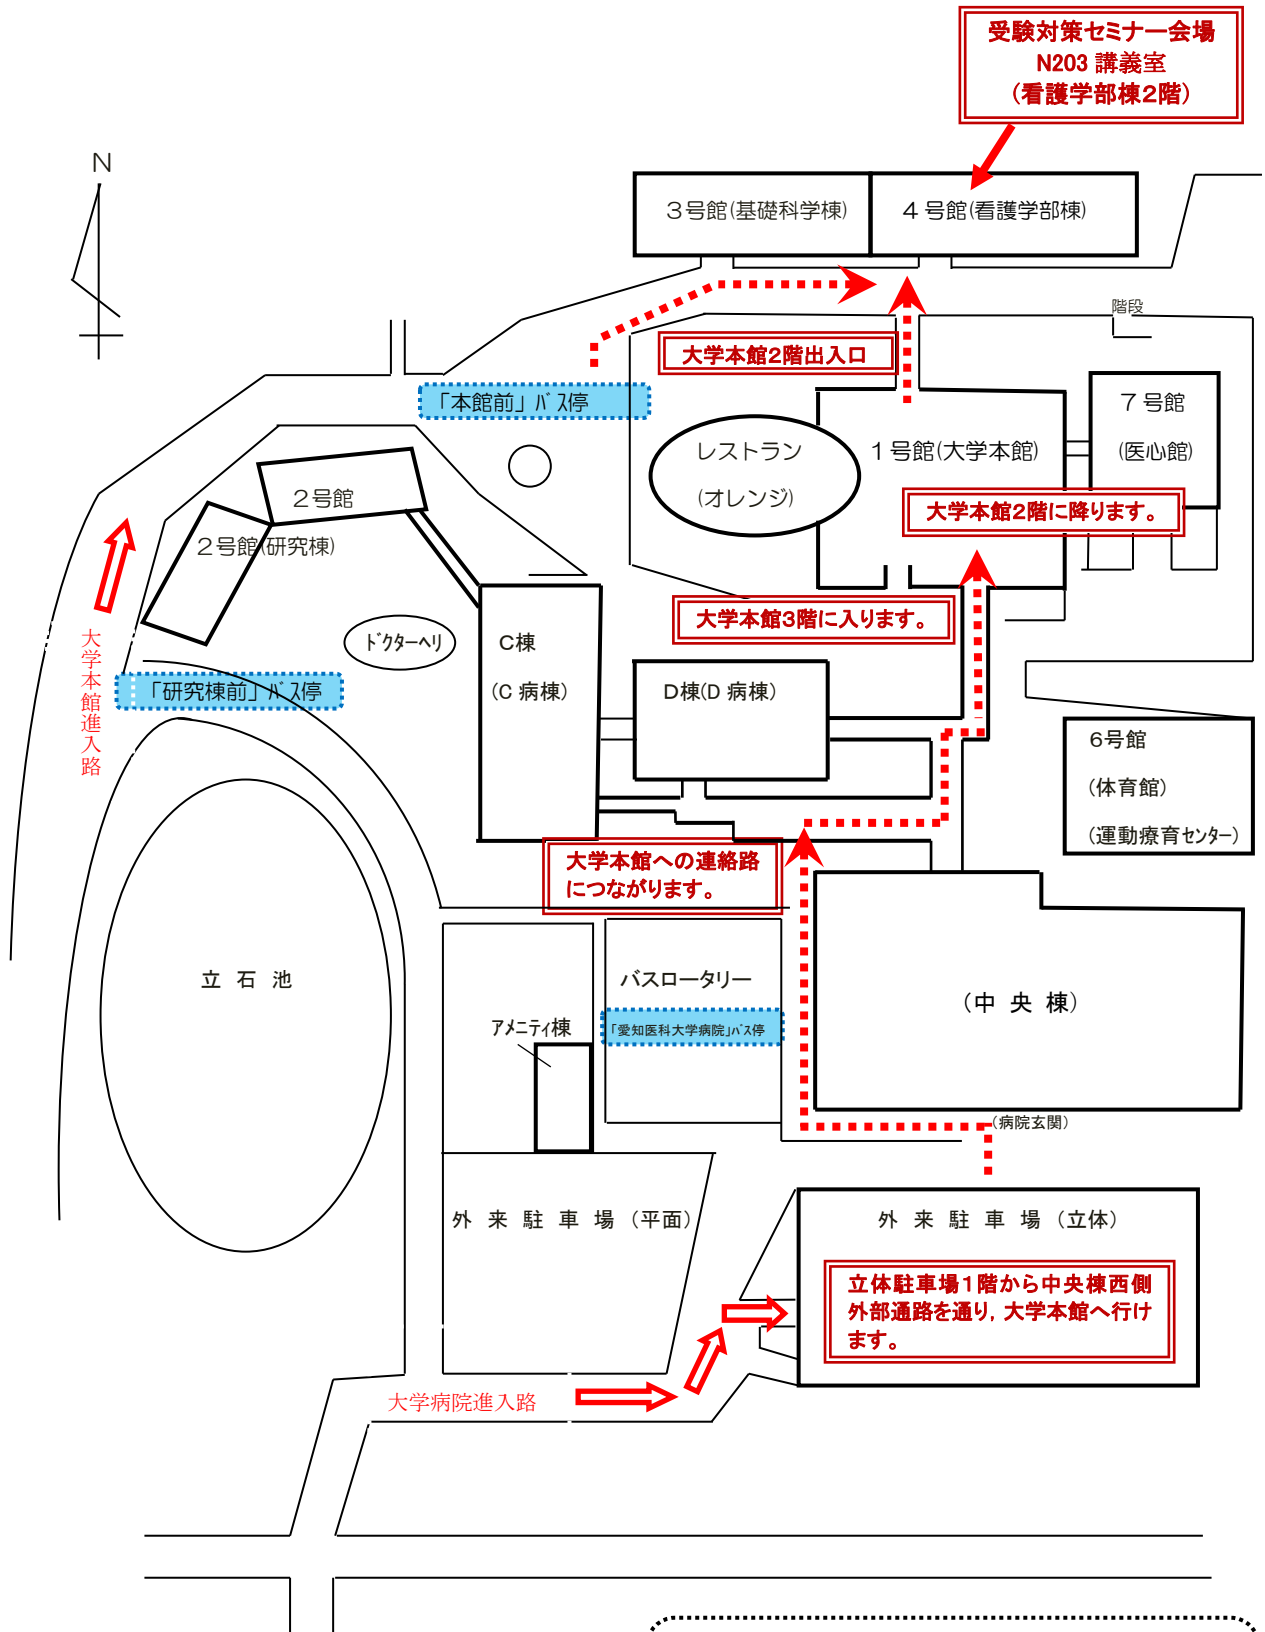 受験対策セミナー会場
N203 講義室
(看護学部棟2階)
N
3号館(基礎科学棟)
4号館(看護学部棟)
階段
大学本館2階出入口
「本館前」バス停
7号館
(医心館)
レストラン
(オレンジ)
1号館(大学本館)
大学本館2階に降ります。
2号館
2号館(研究棟)
大学本館3階に入ります。
ドクターヘリ
C棟
(C 病棟)
D棟(D 病棟)
大学本館進入路
「研究棟前」バス停
6号館
(体育館)
(運動療育センター)
大学本館への連絡路
につながります。
立 石 池
バスロータリー
アメニティ棟
「愛知医科大学病院」バス停
(中 央 棟)
(病院玄関)
外 来 駐 車 場 (平面)
外 来 駐 車 場 (立体)
立体駐車場1階から中央棟西側
外部通路を通り, 大学本館へ行け
ます。
大学病院進入路